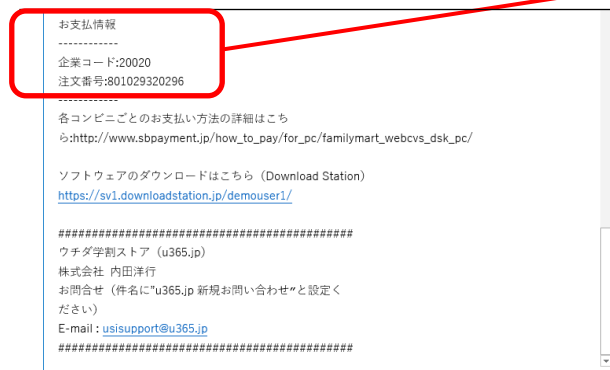 お支払情報
------------
企業コード:20020
注文番号:801029320296
------------
各コンビニごとのお支払い方法の詳細はこち
ら:http://www.sbpayment.jp/how_to_pay/for_pc/familymart_webcvs_dsk_pc/
ソフトウェアのダウンロードはこちら（Download Station）
https://sv1.downloadstation.jp/demouser1/
############################################
ウチダ学割ストア（u365.jp）
株式会社 内田洋行
お問合せ（件名に"u365.jp 新規お問い合わせ"と設定く
ださい）
E-mail : usisupport@u365.jp
############################################